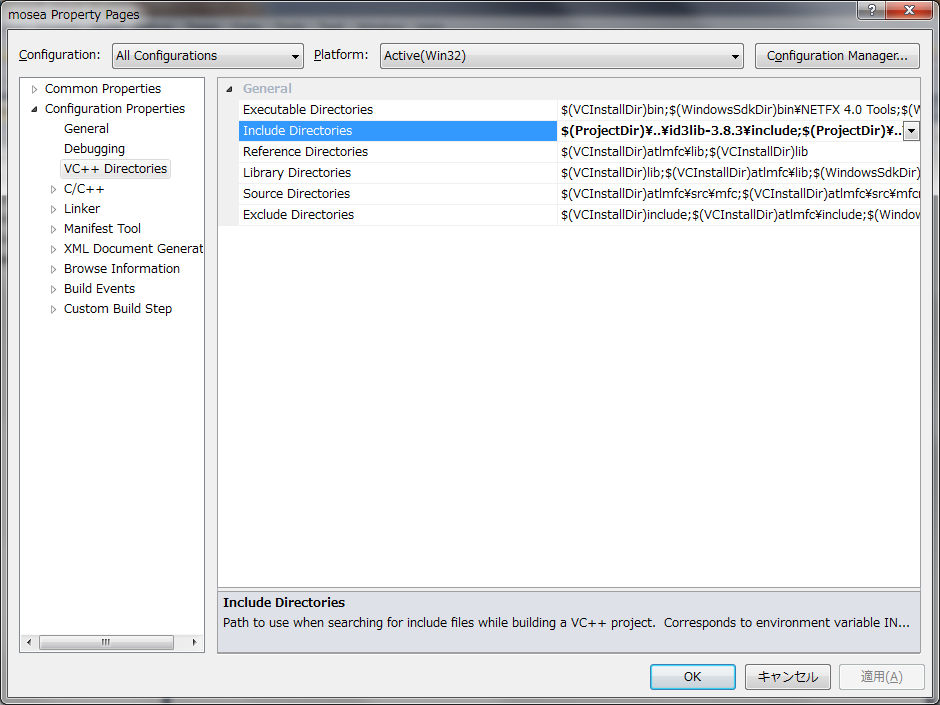 mosea Property Pages
Configuration: All Configurations Platform: Active(Win32) Configuration Manager...
Common Properties
Configuration Properties
General
Debugging
VC++ Directories
C/C++
Linker
Manifest Tool
XML Document Generat
Browse Information
Build Events
Custom Build Step
General
Executable Directories $(VCInstallDir)bin;$(WindowsSdkDir)bin¥NETFX 4.0 Tools;$(W
Include Directories $(ProjectDir)¥..¥id3lib-3.8.3¥include;$(ProjectDir)¥..
Reference Directories $(VCInstallDir)atlmfc¥lib;$(VCInstallDir)lib
Library Directories $(VCInstallDir)lib;$(VCInstallDir)atlmfc¥lib;$(WindowsSdkDir)
Source Directories $(VCInstallDir)atlmfc¥src¥mfc;$(VCInstallDir)atlmfc¥src¥mfcm
Exclude Directories $(VCInstallDir)include;$(VCInstallDir)atlmfc¥include;$(Window
Include Directories
Path to use when searching for include files while building a VC++ project.  Corresponds to environment variable IN...
OK キャンセル 適用(A)